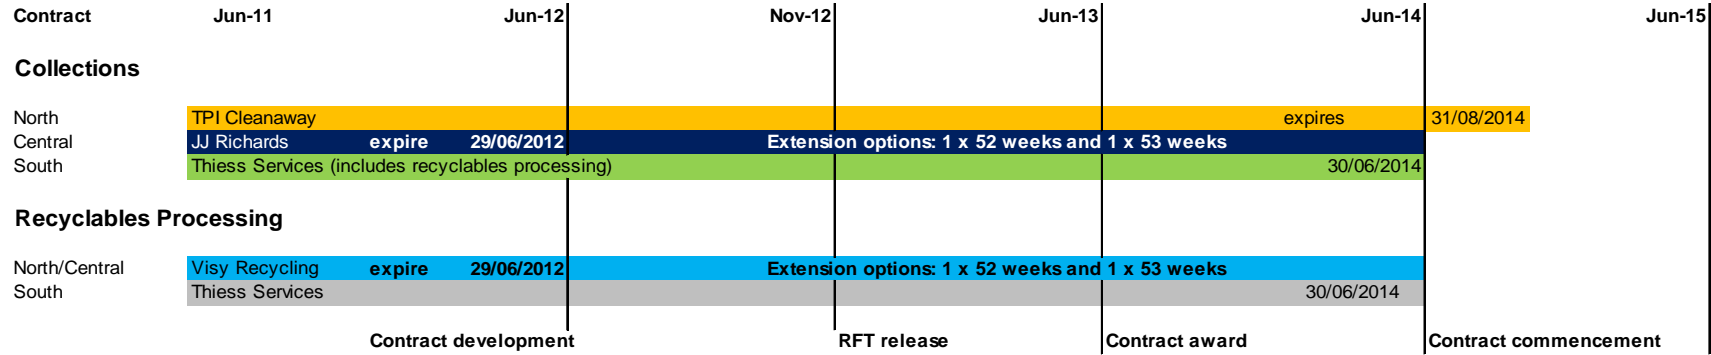 Contract Jun-11 Jun-12 Nov-12 Jun-13 Jun-14 Jun-15
Collections
North TPI Cleanaway expires 31/08/2014
Central JJ Richards expire 29/06/2012 Extension options: 1 x 52 weeks and 1 x 53 weeks
South Thiess Services (includes recyclables processing) 30/06/2014
Recyclables Processing
North/Central Visy Recycling expire 29/06/2012 Extension options: 1 x 52 weeks and 1 x 53 weeks
South Thiess Services 30/06/2014
Contract development RFT release Contract award Contract commencement